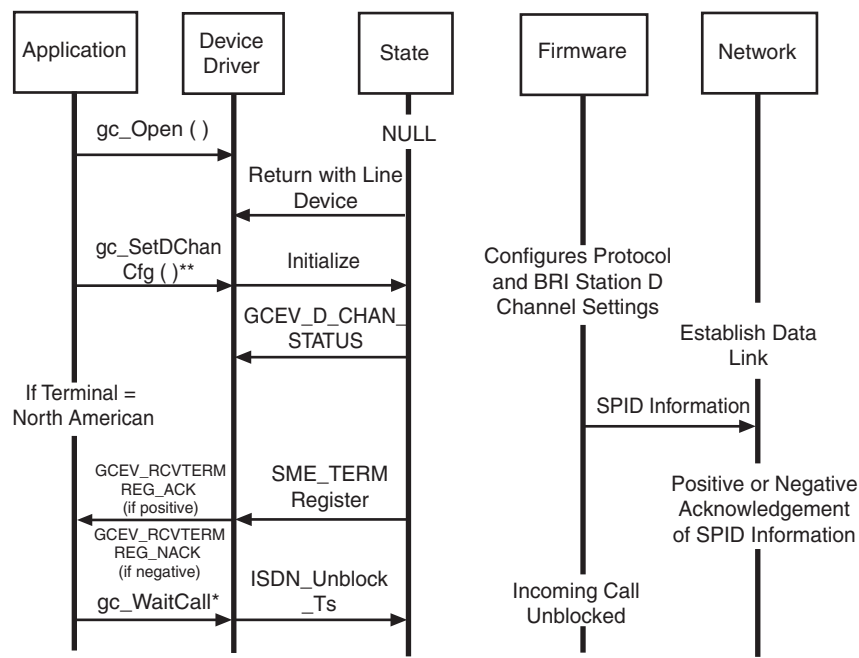 Application
Device
Driver
State
Firmware
Network
gc_Open ( )
NULL
Return with Line
Device
gc_SetDChan
Cfg ( )**
Initialize
Configures Protocol
and BRI Station D
Channel Settings
GCEV_D_CHAN_
STATUS
Establish Data
Link
If Terminal =
North American
SPID Information
GCEV_RCVTERM
REG_ACK
(if positive)
SME_TERM
Register
Positive or Negative
Acknowledgement
of SPID Information
GCEV_RCVTERM
REG_NACK
(if negative)
gc_WaitCall*
ISDN_Unblock
_Ts
Incoming Call
Unblocked